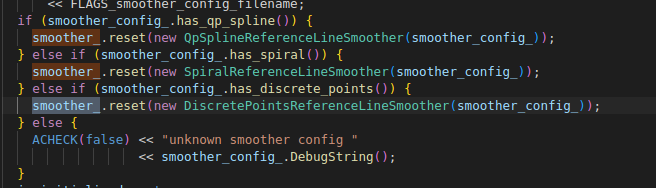 << FLAGS_smoother_config_filename;
if (smoother_config_.has_qp_spline()) {
smoother_.reset(new QpSplineReferenceLineSmoother(smoother_config_));
} else if (smoother_config_.has_spiral()) {
smoother_.reset(new SpiralReferenceLineSmoother(smoother_config_));
} else if (smoother_config_.has_discrete_points()) {
smoother_.reset(new DiscretePointsReferenceLineSmoother(smoother_config_));
} else {
ACHECK(false) << "unknown smoother config "
<< smoother_config_.DebugString();
}